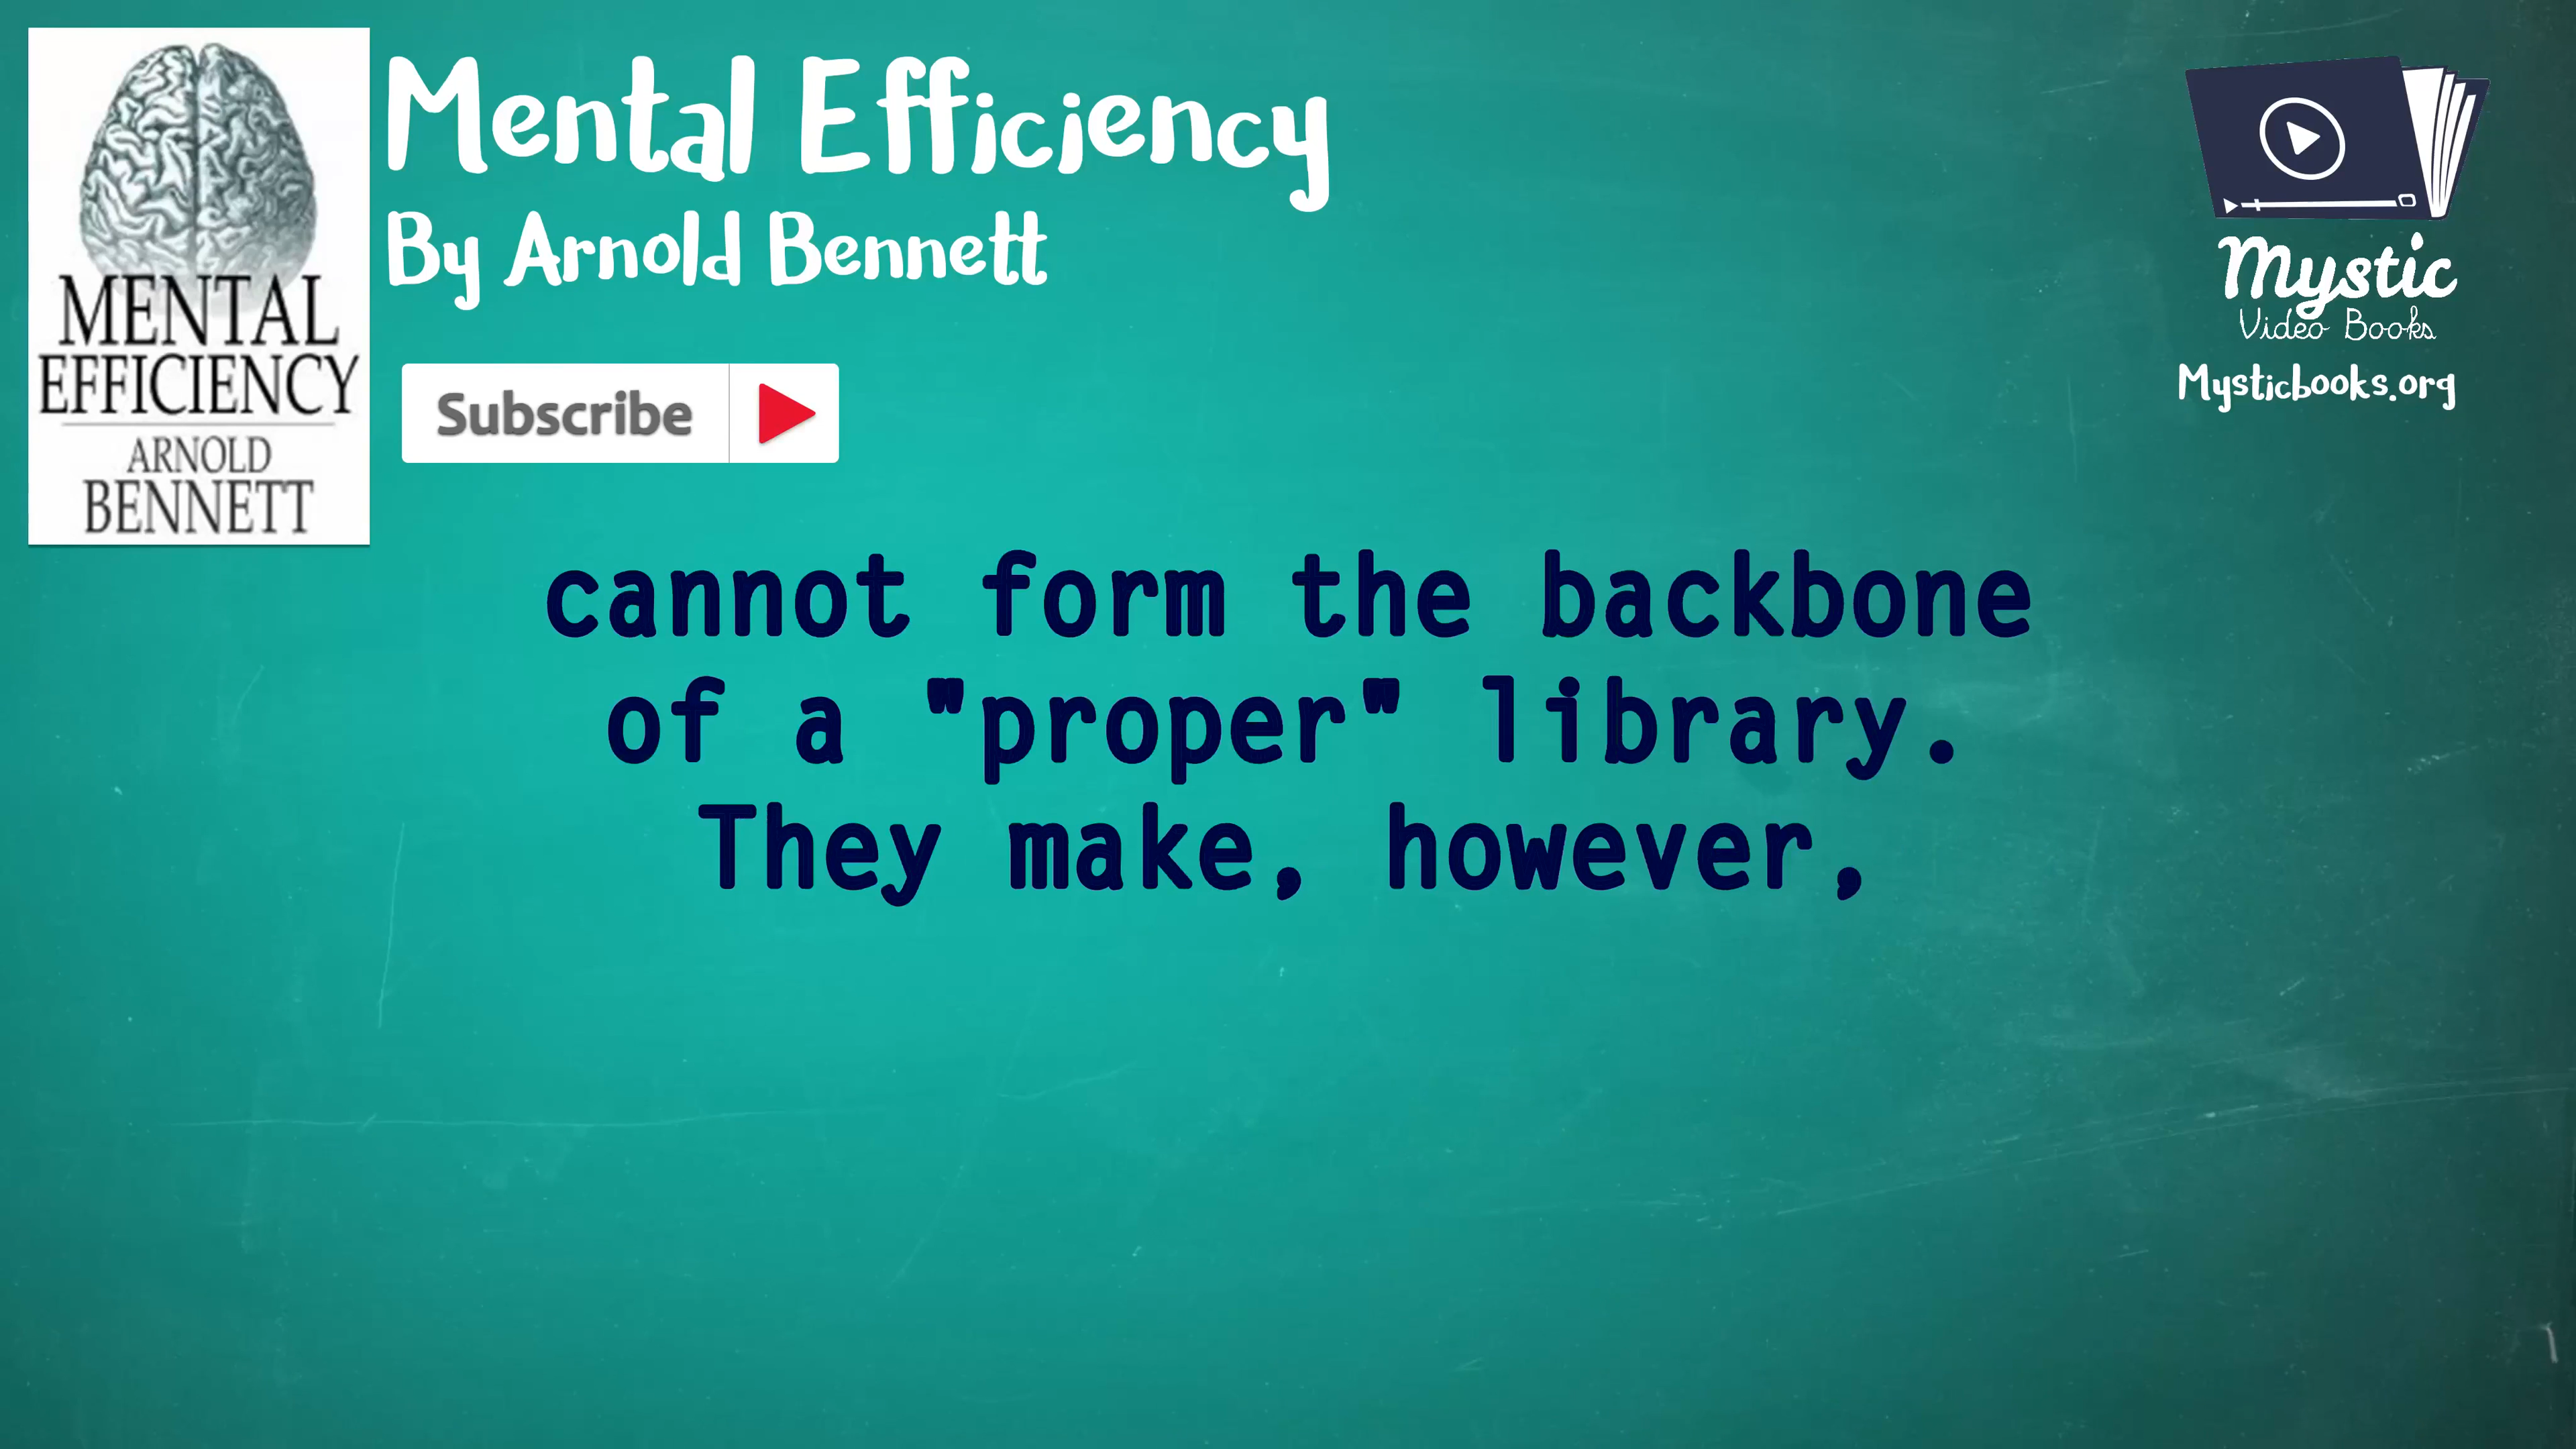 MENTAL
EFFICIENCY
ARNOLD
BENNETT
Mental Efficiency
By Arnold Bennett
Subscribe
Mystic
Video Books
Mysticbooks.org
cannot form the backbone
of a "proper" library.
They make, however,